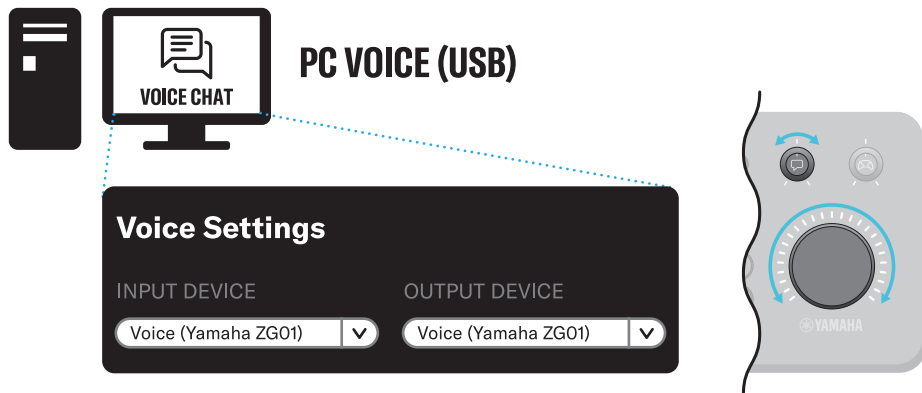 VOICE CHAT
PC VOICE (USB)
Voice Settings
INPUT DEVICE
OUTPUT DEVICE
Voice (Yamaha ZG01)
Voice (Yamaha ZG01)
YAMAHA